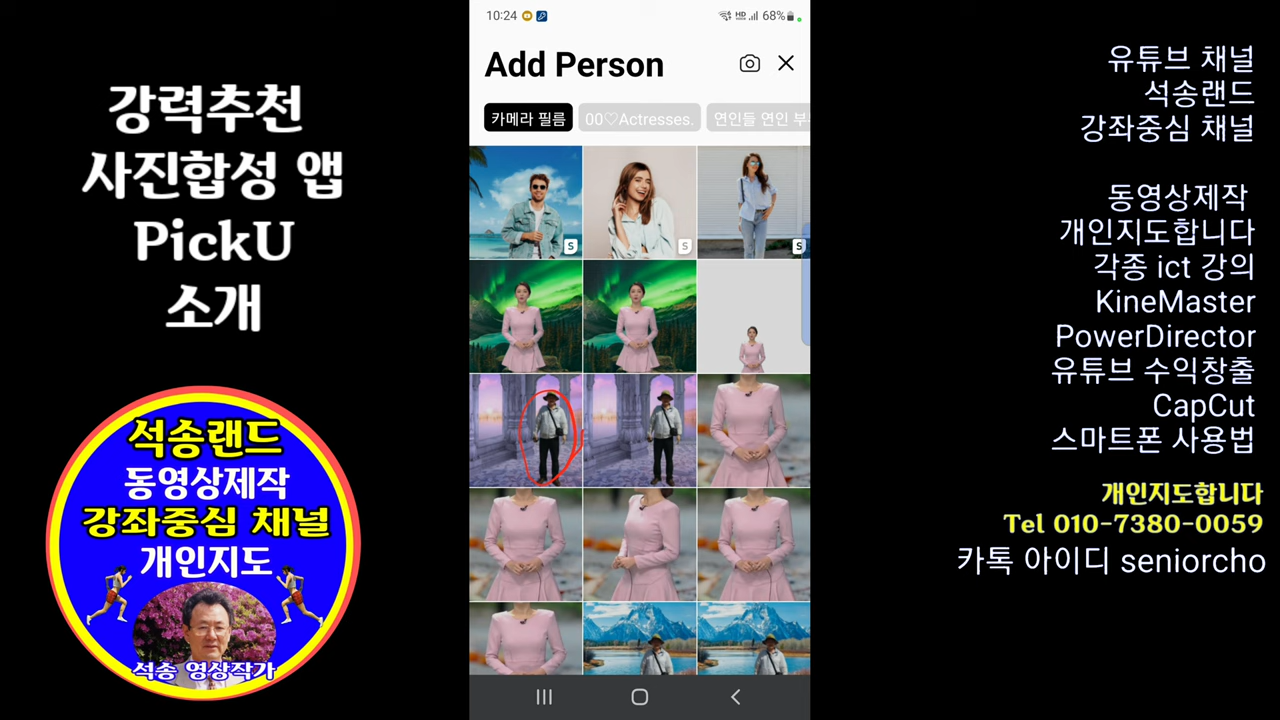 강력추천
사진합성 앱
PickU
소개
석송랜드
동영상제작
강좌중심 채널
개인지도
석송 영상작가
10:24
HD
68%
Add Person
카메라 필름
00♡Actresses.
연인들 연인 부
S
S
S
유튜브 채널
석송랜드
강좌중심 채널
동영상제작
개인지도합니다
각종 ict 강의
KineMaster
PowerDirector
유튜브 수익창출
CapCut
스마트폰 사용법
개인지도합니다
Tel 010-7380-0059
카톡 아이디 seniorcho